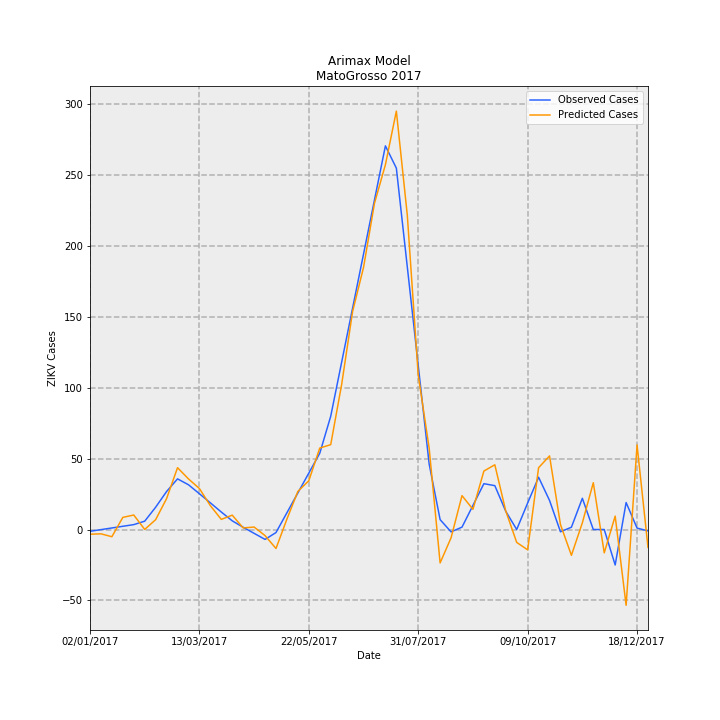 Arimax Model
MatoGrosso 2017
Observed Cases
Predicted Cases
300
250
200
150
100
50
0
−50
ZIKV Cases
02/01/2017
13/03/2017
22/05/2017
31/07/2017
09/10/2017
18/12/2017
Date